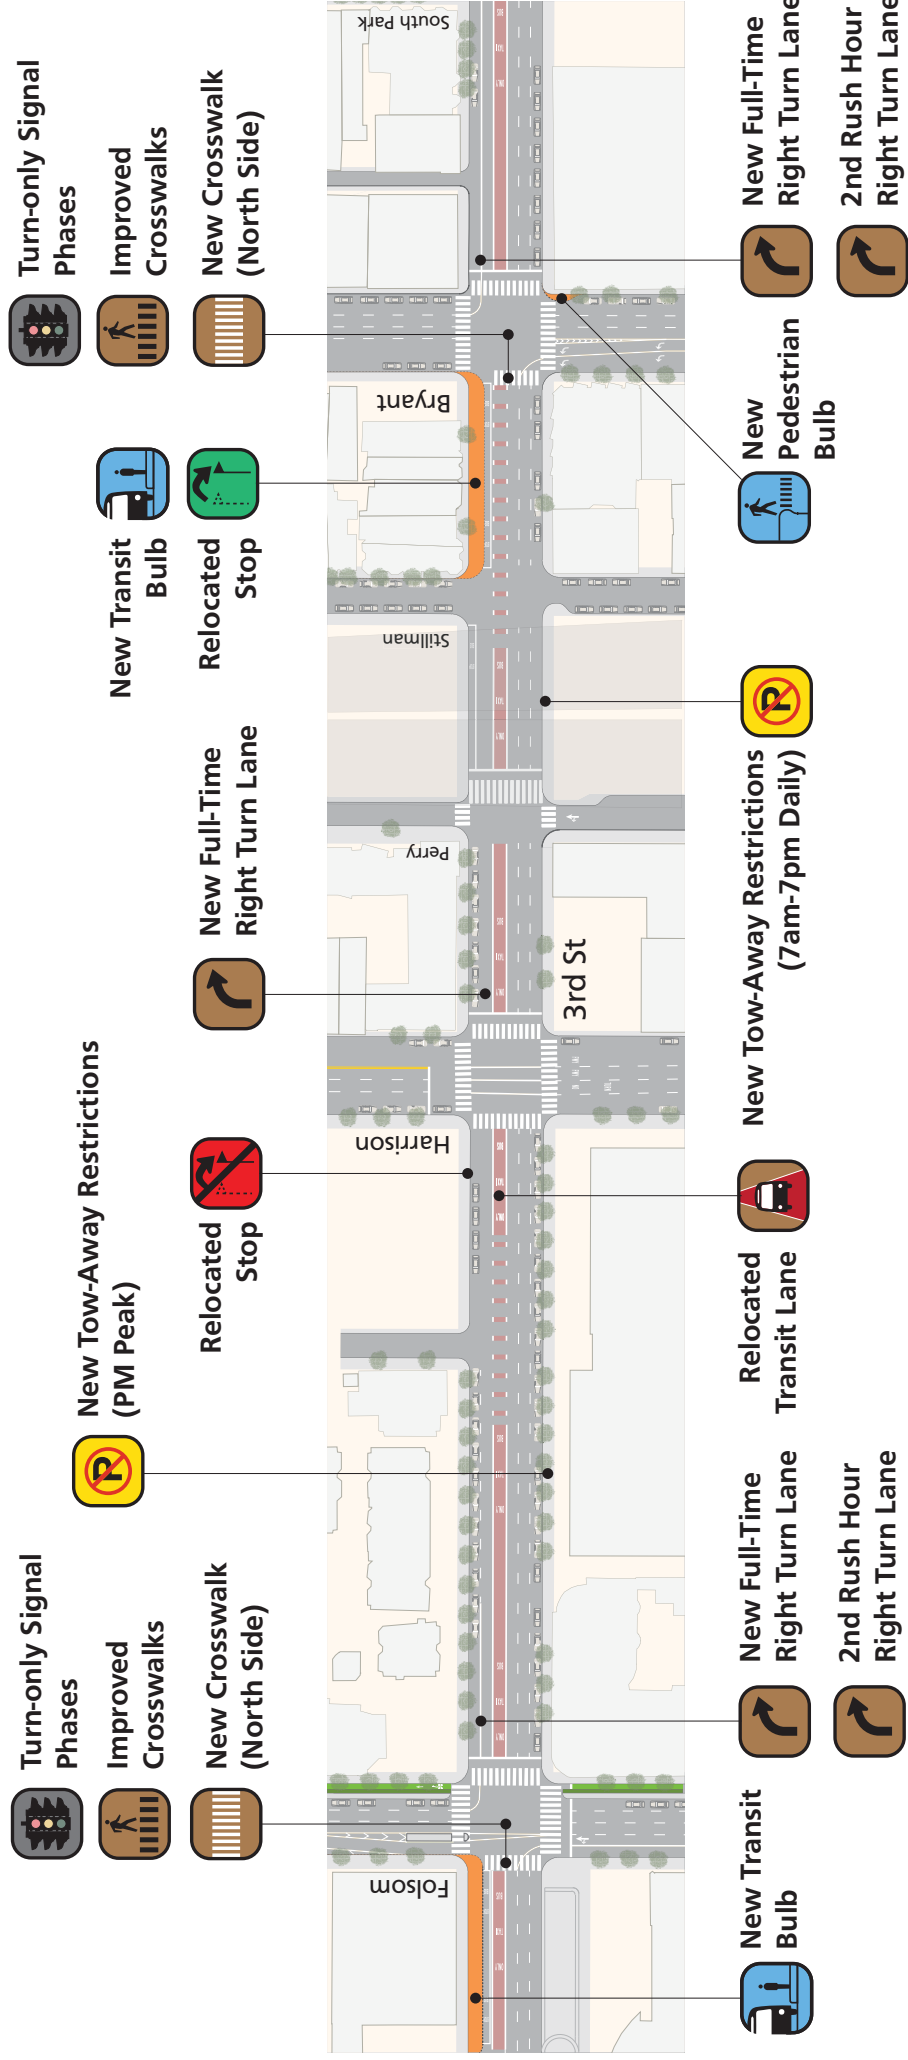 Turn-only Signal
Phases
Improved
Crosswalks
New Crosswalk
(North Side)
New Tow-Away Restrictions
(PM Peak)
Relocated
Stop
New Full-Time
Right Turn Lane
New Transit
Bulb
Relocated
Stop
Turn-only Signal
Phases
Improved
Crosswalks
New Crosswalk
(North Side)
Folsom
Harrison
Perry
Stillman
Bryant
South Park
3rd St
New Transit
Bulb
New Full-Time
Right Turn Lane
2nd Rush Hour
Right Turn Lane
Relocated
Transit Lane
New Tow-Away Restrictions
(7am-7pm Daily)
New
Pedestrian
Bulb
New Full-Time
Right Turn Lane
2nd Rush Hour
Right Turn Lane